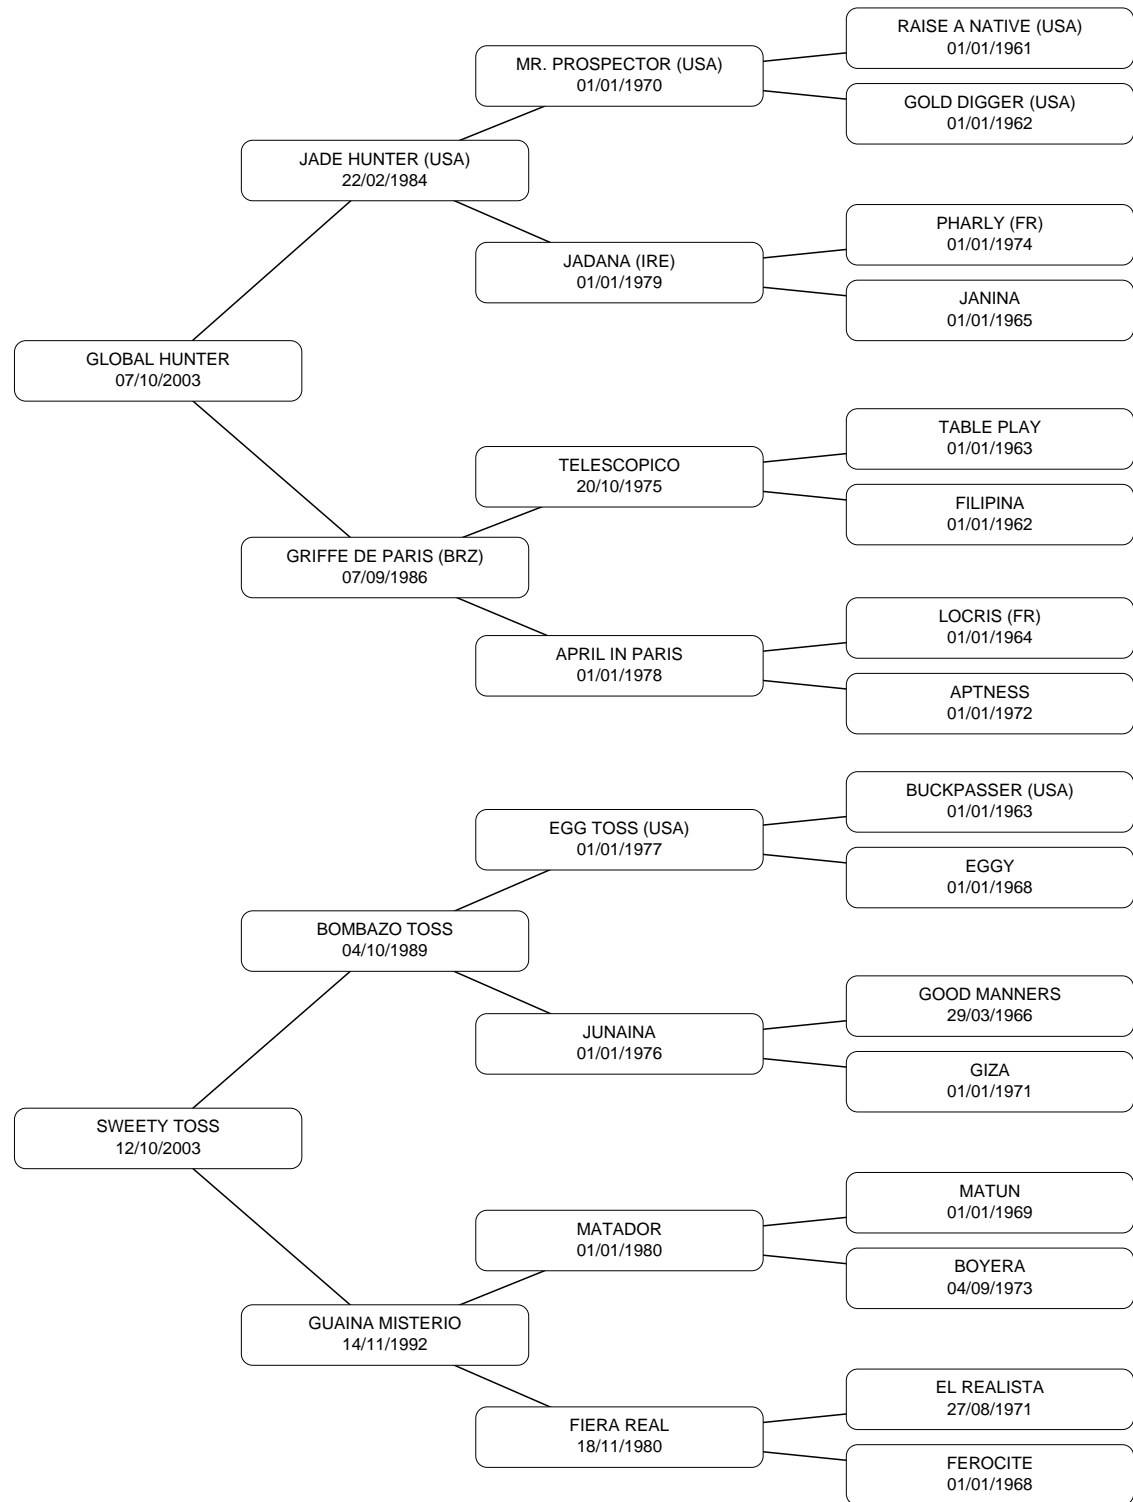 RAISE A NATIVE (USA)
01/01/1961
MR. PROSPECTOR (USA)
01/01/1970
GOLD DIGGER (USA)
01/01/1962
JADE HUNTER (USA)
22/02/1984
PHARLY (FR)
01/01/1974
JADANA (IRE)
01/01/1979
JANINA
01/01/1965
GLOBAL HUNTER
07/10/2003
TABLE PLAY
01/01/1963
TELESCOPICO
20/10/1975
FILIPINA
01/01/1962
GRIFFE DE PARIS (BRZ)
07/09/1986
LOCRIS (FR)
01/01/1964
APRIL IN PARIS
01/01/1978
APTNESS
01/01/1972
BUCKPASSER (USA)
01/01/1963
EGG TOSS (USA)
01/01/1977
EGGY
01/01/1968
BOMBAZO TOSS
04/10/1989
GOOD MANNERS
29/03/1966
JUNAINA
01/01/1976
GIZA
01/01/1971
SWEETY TOSS
12/10/2003
MATUN
01/01/1969
MATADOR
01/01/1980
BOYERA
04/09/1973
GUAINA MISTERIO
14/11/1992
EL REALISTA
27/08/1971
FIERA REAL
18/11/1980
FEROCITE
01/01/1968